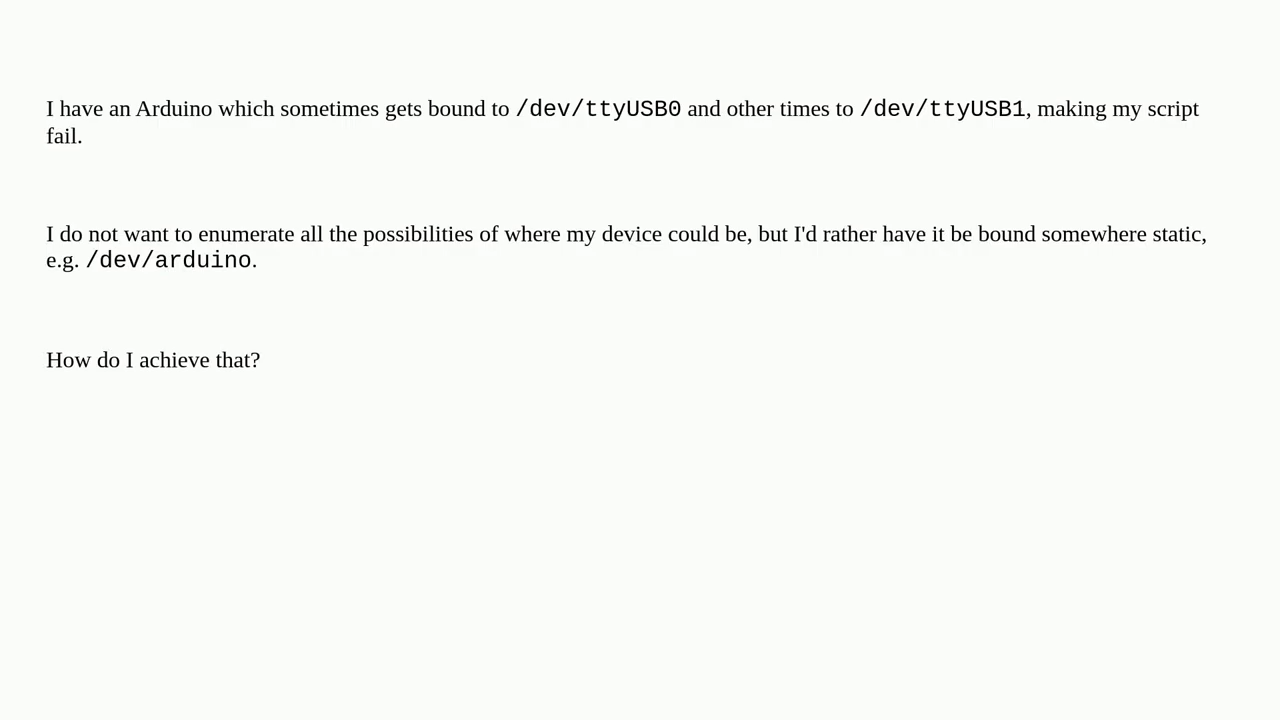 I have an Arduino which sometimes gets bound to /dev/ttyUSB0 and other times to /dev/ttyUSB1, making my script
fail.
I do not want to enumerate all the possibilities of where my device could be, but I'd rather have it be bound somewhere static,
e.g. /dev/arduino.
How do I achieve that?